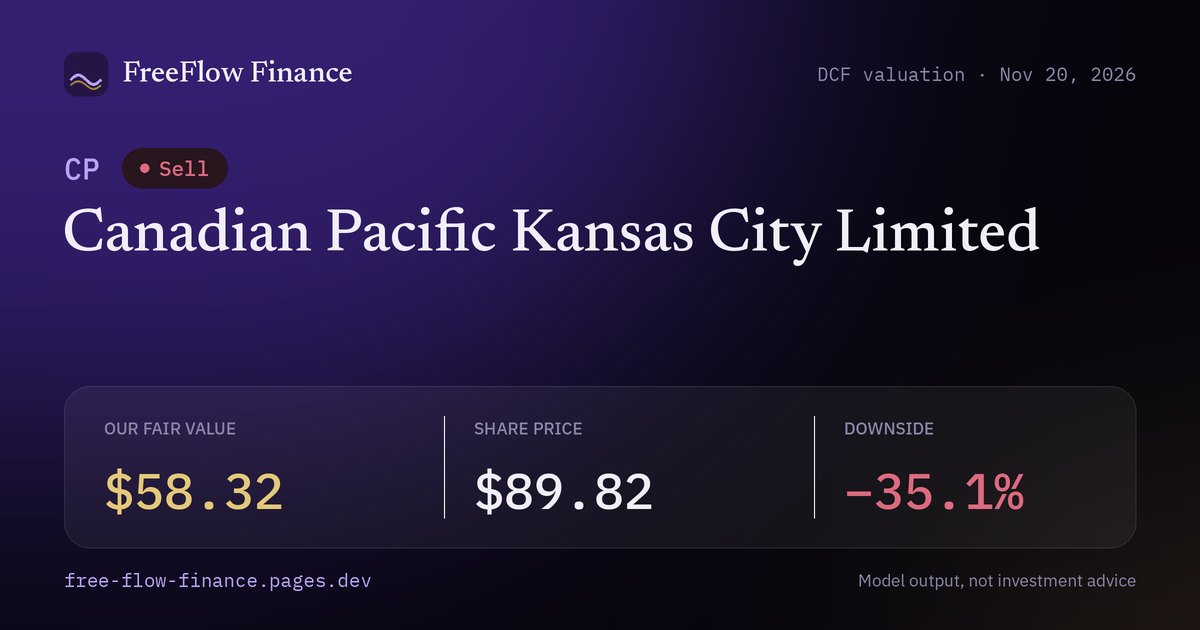 FreeFlow Finance
DCF valuation · Nov 20, 2026
CP
Sell
Canadian Pacific Kansas City Limited
OUR FAIR VALUE
$58.32
SHARE PRICE
$89.82
DOWNSIDE
−35.1%
free-flow-finance.pages.dev
Model output, not investment advice